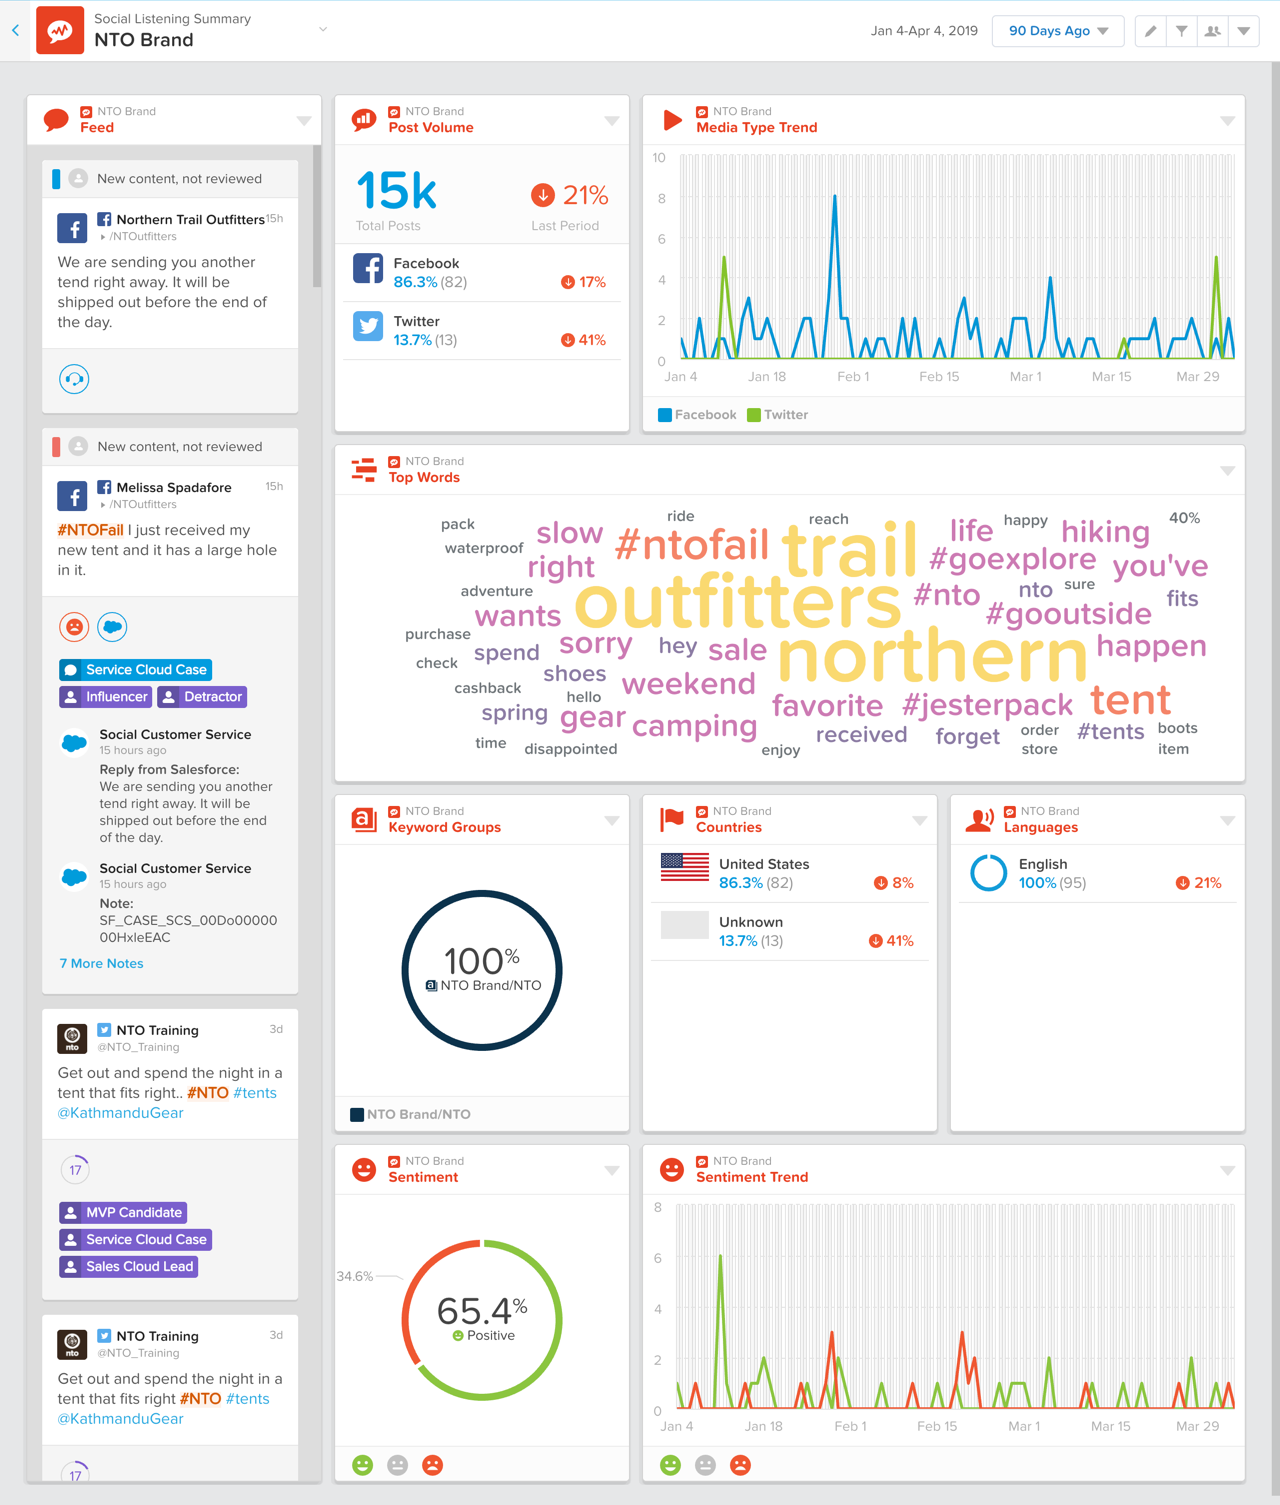 Social Listening Summary
NTO Brand
Jan 4-Apr 4, 2019
90 Days Ago
NTO Brand
Feed
New content, not reviewed
Northern Trail Outfitters 15h
/NTOutfitters
We are sending you another
tend right away. It will be
shipped out before the end of
the day.
New content, not reviewed
Melissa Spadafore 15h
/NTOutfitters
#NTOFail I just received my
new tent and it has a large hole
in it.
Service Cloud Case
Influencer Detractor
Social Customer Service
15 hours ago
Reply from Salesforce:
We are sending you another
tend right away. It will be
shipped out before the end
of the day.
Social Customer Service
15 hours ago
Note:
SF_CASE_SCS_00Do00000
00HxleEAC
7 More Notes
NTO Training 3d
@NTO_Training
Get out and spend the night in a
tent that fits right.. #NTO #tents
@KathmanduGear
17
MVP Candidate
Service Cloud Case
Sales Cloud Lead
NTO Training 3d
@NTO_Training
Get out and spend the night in a
tent that fits right #NTO #tents
@KathmanduGear
17
NTO Brand
Post Volume
15k
Total Posts
21%
Last Period
Facebook
86.3% (82) 17%
Twitter
13.7% (13) 41%
NTO Brand
Media Type Trend
10
8
6
4
2
0
Jan 4 Jan 18 Feb 1 Feb 15 Mar 1 Mar 15 Mar 29
Facebook Twitter
NTO Brand
Top Words
pack slow ride #ntofail reach trail life happy hiking 40%
waterproof right #goexplore you've
adventure wants outfitters #nto nto sure fits
#gooutside
purchase spend sorry hey sale northern happen
check shoes
cashback hello weekend tent
spring gear camping favorite #jesterpack
time disappointed enjoy received forget order store #tents boots item
NTO Brand
Keyword Groups
100%
NTO Brand/NTO
NTO Brand/NTO
NTO Brand
Countries
United States
86.3% (82) 8%
Unknown
13.7% (13) 41%
NTO Brand
Languages
English
100% (95) 21%
NTO Brand
Sentiment
34.6%
65.4%
Positive
NTO Brand
Sentiment Trend
8
6
4
2
0
Jan 4 Jan 18 Feb 1 Feb 15 Mar 1 Mar 15 Mar 29